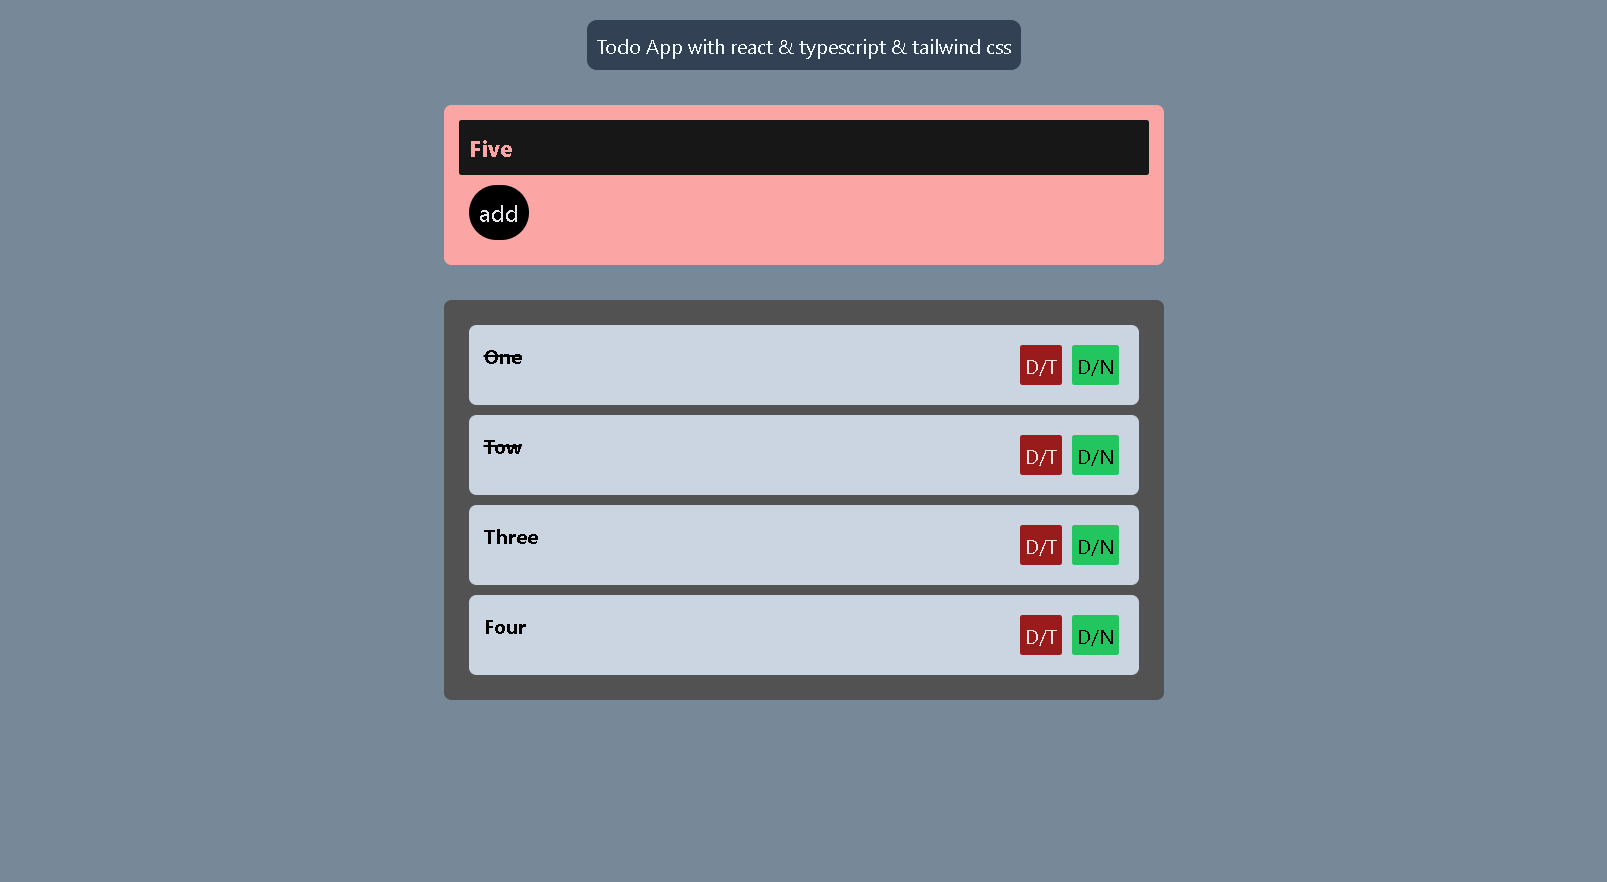 Todo App with react & typescript & tailwind css
Five
add
One D/T D/N
Tow D/T D/N
Three D/T D/N
Four D/T D/N